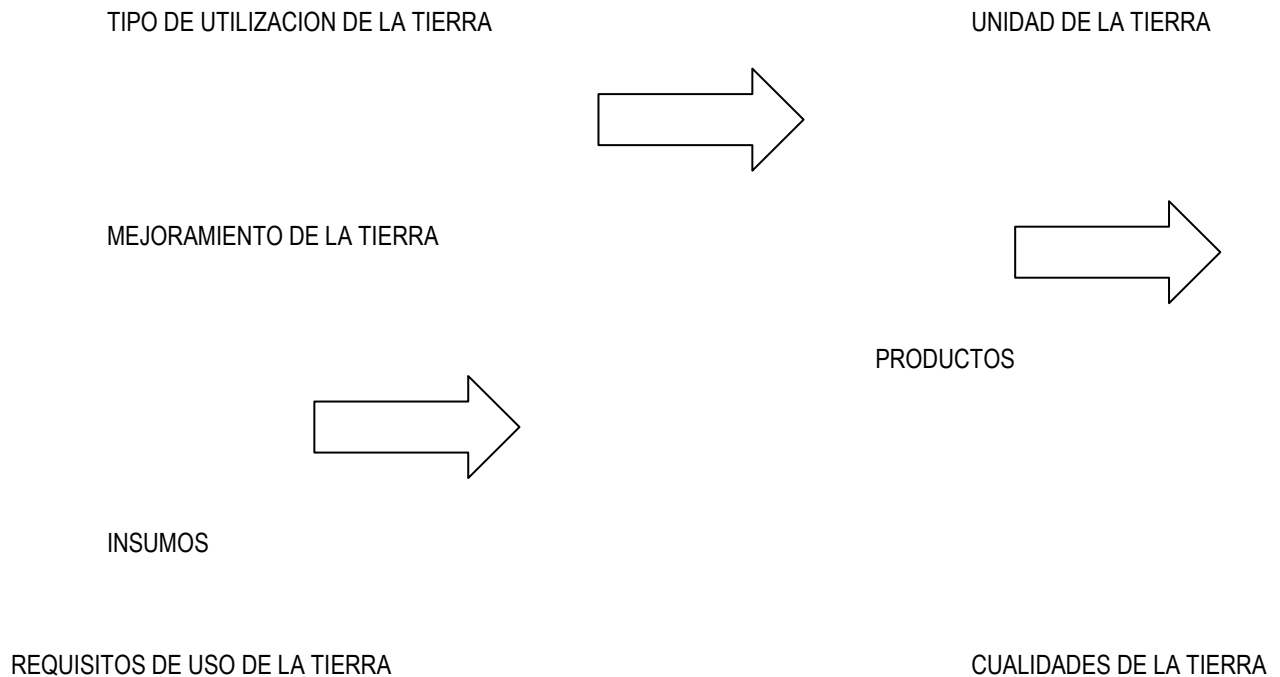 TIPO DE UTILIZACION DE LA TIERRA
UNIDAD DE LA TIERRA
MEJORAMIENTO DE LA TIERRA
PRODUCTOS
INSUMOS
REQUISITOS DE USO DE LA TIERRA
CUALIDADES DE LA TIERRA